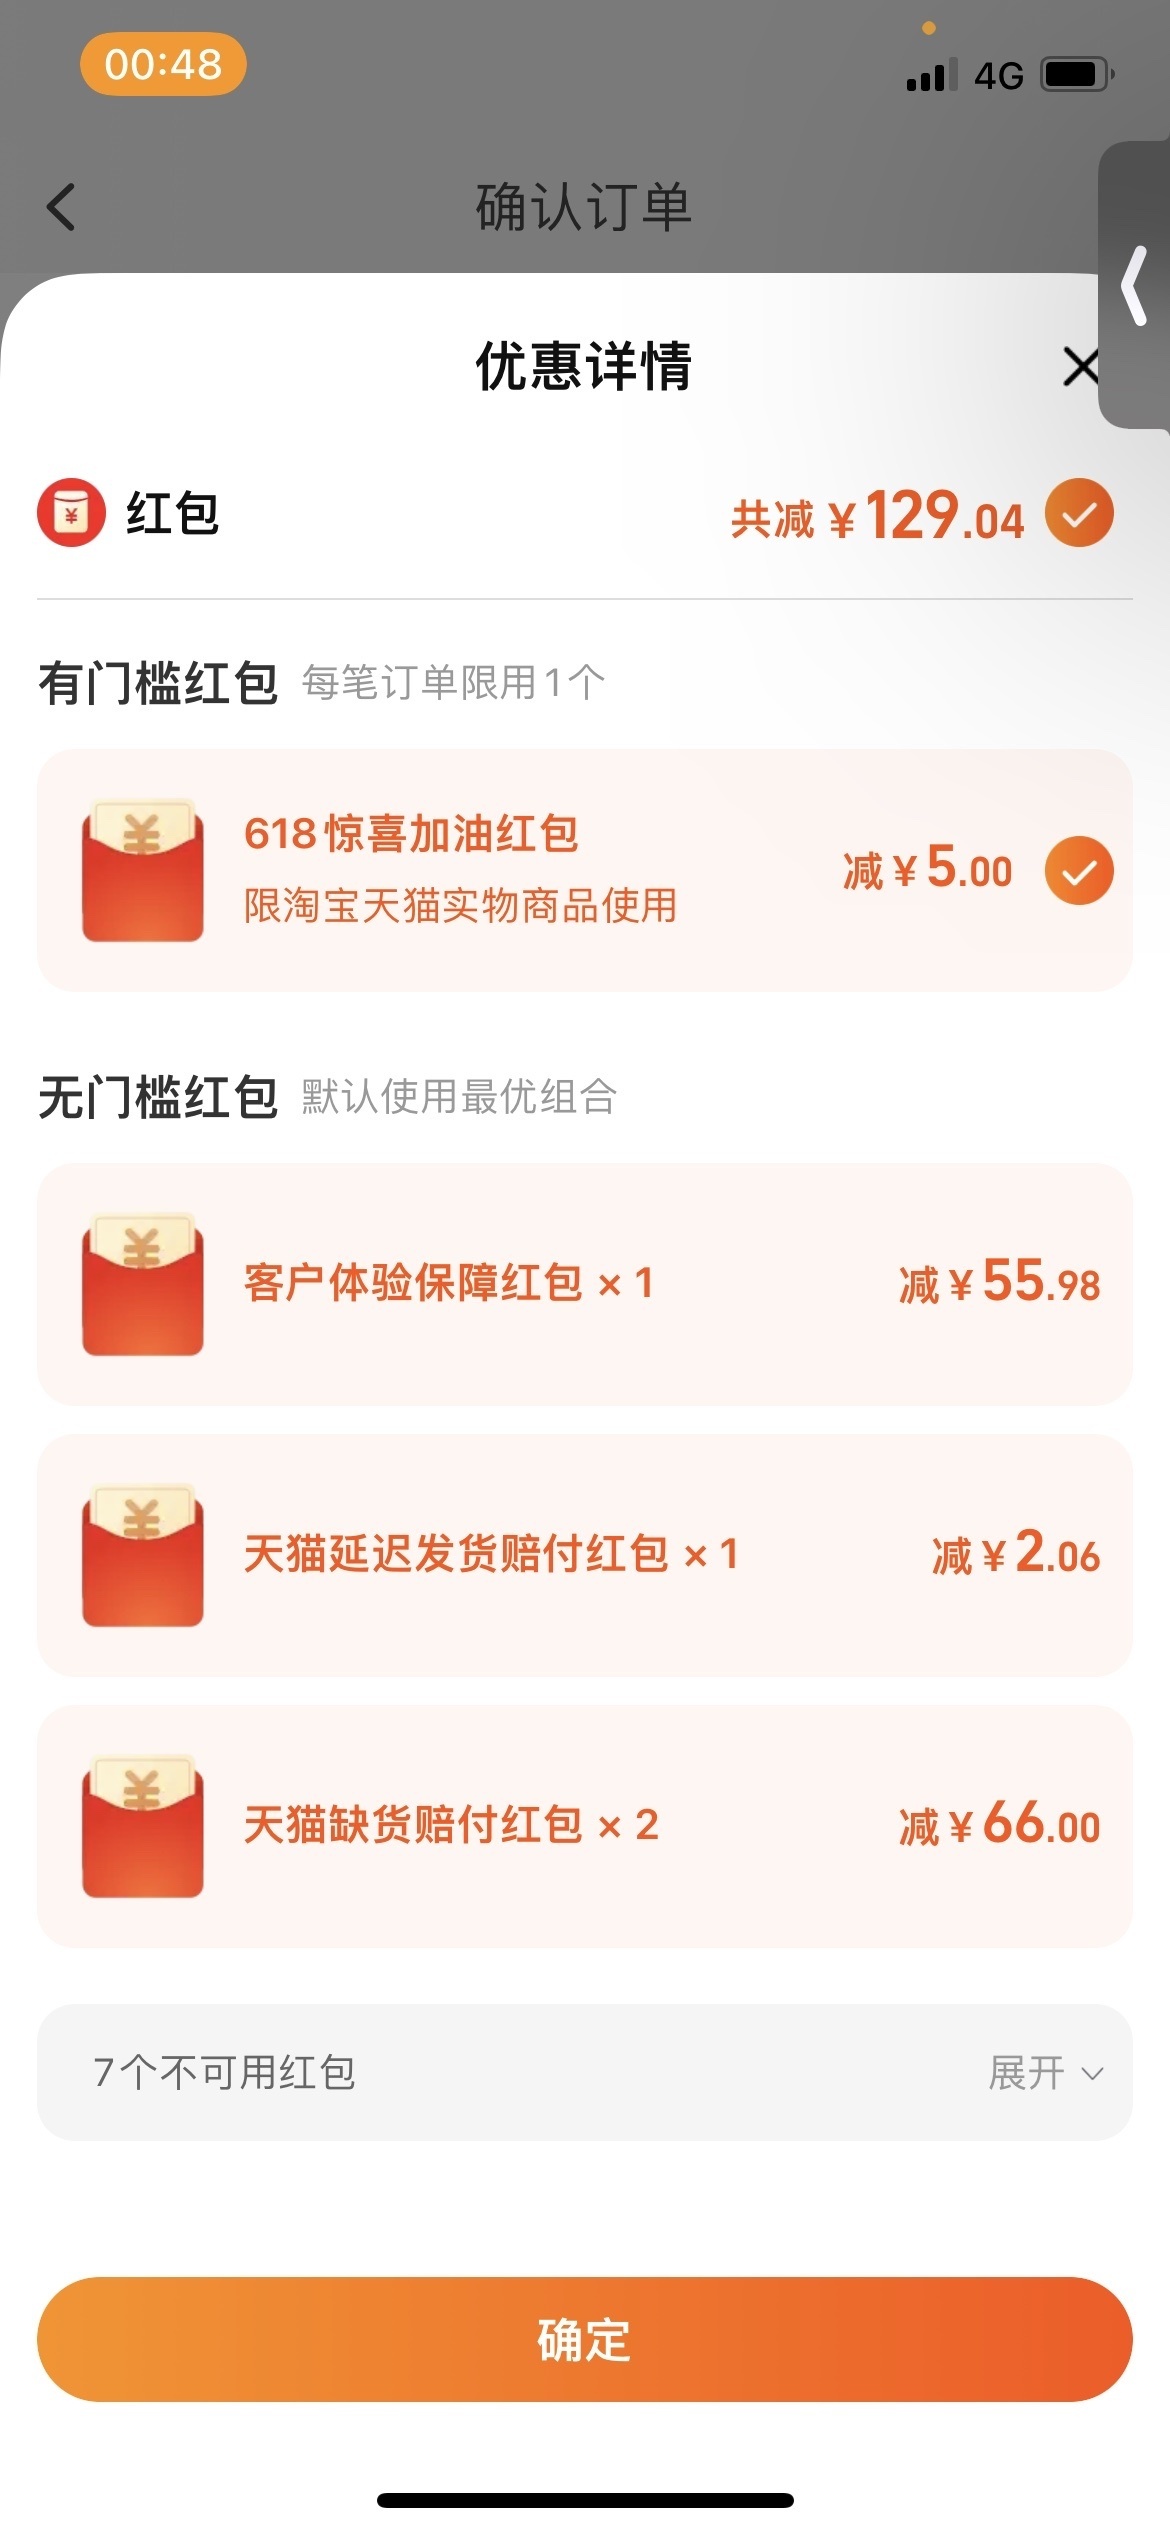 00:48
4G
确认订单
优惠详情
红包
共减 ¥129.04
有门槛红包 每笔订单限用1个
618惊喜加油红包
限淘宝天猫实物商品使用
减 ¥5.00
无门槛红包 默认使用最优组合
客户体验保障红包 × 1
减 ¥55.98
天猫延迟发货赔付红包 × 1
减 ¥2.06
天猫缺货赔付红包 × 2
减 ¥66.00
7个不可用红包
展开
确定